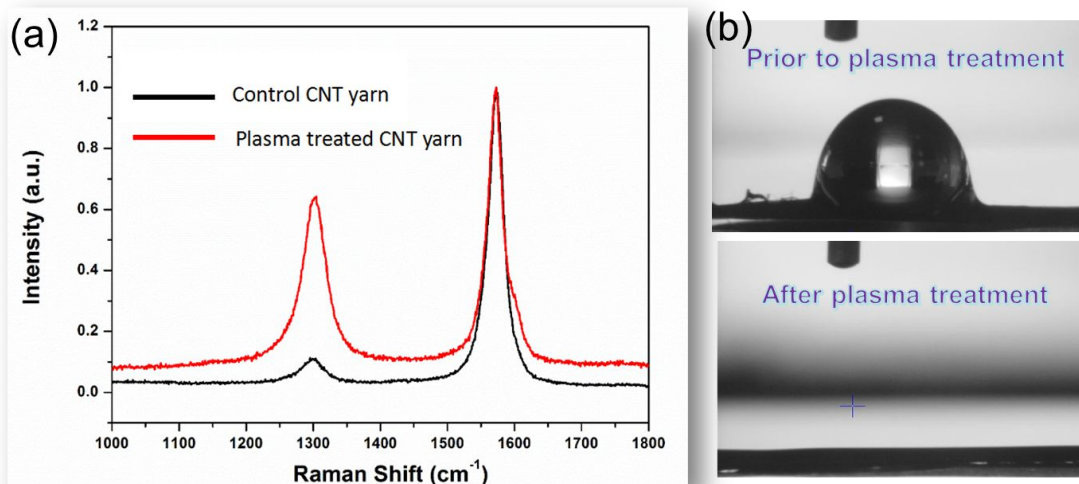 (a)
1.2
1.0
0.8
0.6
0.4
0.2
0.0
Intensity (a.u.)
Control CNT yarn
Plasma treated CNT yarn
1000 1100 1200 1300 1400 1500 1600 1700 1800
Raman Shift (cm⁻¹)
(b)
Prior to plasma treatment
After plasma treatment